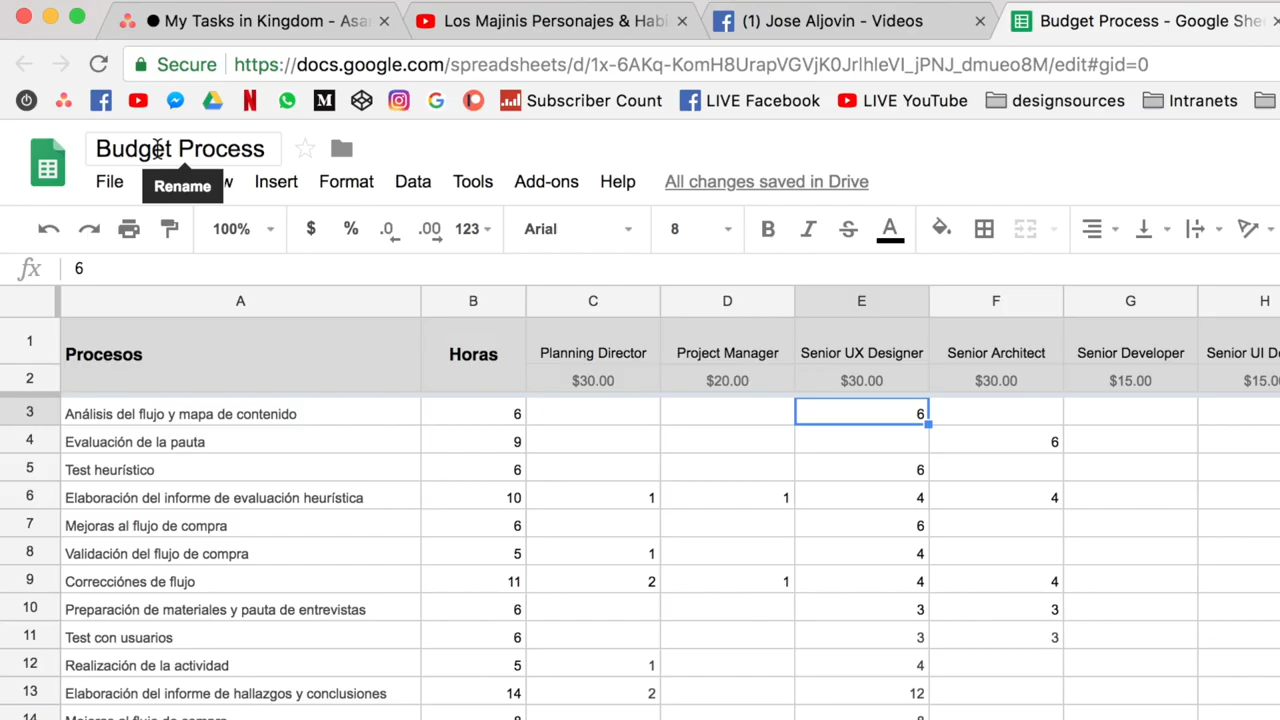 My Tasks in Kingdom - Asa
Los Majinis Personajes & Habi
(1) Jose Aljovin - Videos
Budget Process - Google She
Secure
https://docs.google.com/spreadsheets/d/1x-6AKq-KomH8UrapVGVjK0JrlhleVI_jPNJ_dmueo8M/edit#gid=0
Subscriber Count
LIVE Facebook
LIVE YouTube
designsources
Intranets
Budget Process
Rename
File
Insert
Format
Data
Tools
Add-ons
Help
All changes saved in Drive
100% $ % .0 .00 123 Arial 8 B I S A
fx 6
A B C D E F G H
1 Procesos Horas Planning Director Project Manager Senior UX Designer Senior Architect Senior Developer Senior UI De
2 $30.00 $20.00 $30.00 $30.00 $15.00 $15.0
3 Análisis del flujo y mapa de contenido 6 6
4 Evaluación de la pauta 9 6
5 Test heurístico 6 6
6 Elaboración del informe de evaluación heurística 10 1 1 4 4
7 Mejoras al flujo de compra 6 6
8 Validación del flujo de compra 5 1 4
9 Correcciónes de flujo 11 2 1 4 4
10 Preparación de materiales y pauta de entrevistas 6 3 3
11 Test con usuarios 6 3 3
12 Realización de la actividad 5 1 4
13 Elaboración del informe de hallazgos y conclusiones 14 2 12